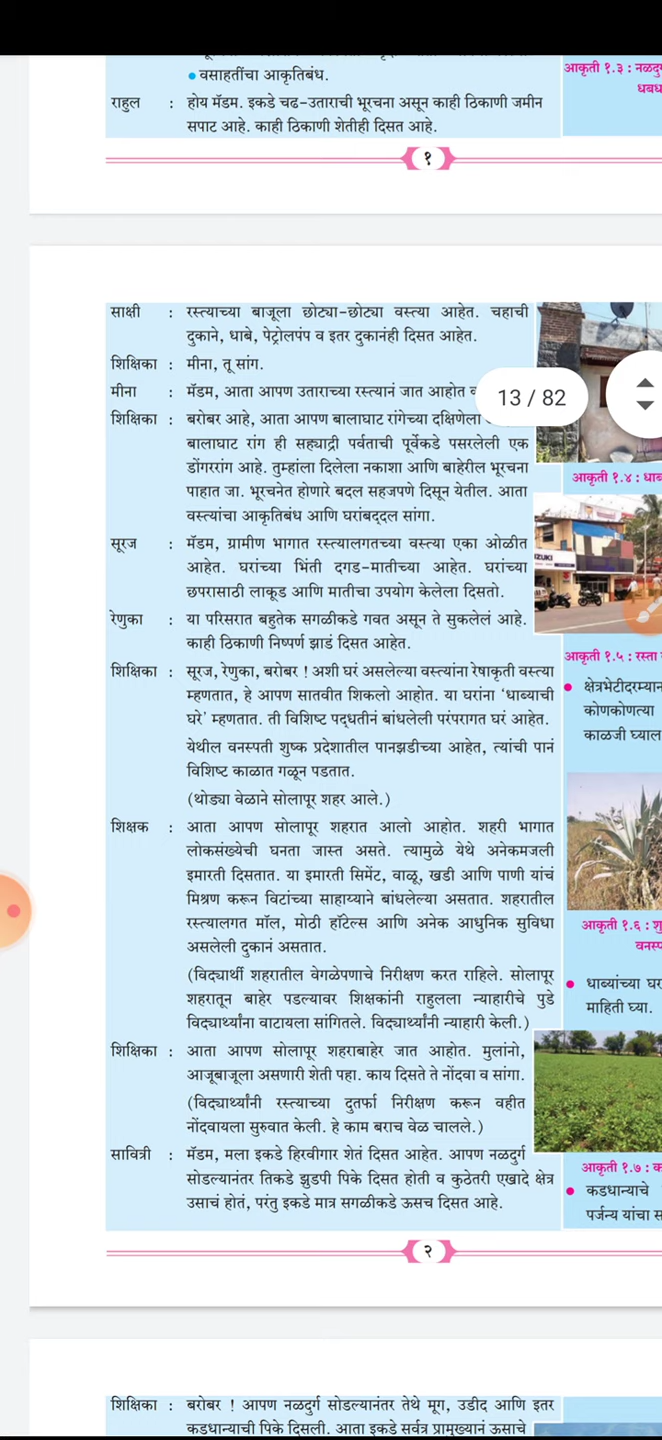 • वसाहतींचा आकृतिबंध.
राहुल : होय मॅडम. इकडे चढ-उताराची भूरचना असून काही ठिकाणी जमीन
सपाट आहे. काही ठिकाणी शेतीही दिसत आहे.
आकृती १.३ : नळदु
धबध
१
साक्षी : रस्त्याच्या बाजूला छोट्या-छोट्या वस्त्या आहेत. चहाची
दुकाने, धाबे, पेट्रोलपंप व इतर दुकानंही दिसत आहेत.
शिक्षिका : मीना, तू सांग.
मीना : मॅडम, आता आपण उताराच्या रस्त्यानं जात आहोत
13 / 82
शिक्षिका : बरोबर आहे, आता आपण बालाघाट रांगेच्या दक्षिणेला
बालाघाट रांग ही सह्याद्री पर्वताची पूर्वेकडे पसरलेली एक
डोंगररांग आहे. तुम्हांला दिलेला नकाशा आणि बाहेरील भूरचना
पाहात जा. भूरचनेत होणारे बदल सहजपणे दिसून येतील. आता
वस्त्यांचा आकृतिबंध आणि घरांबद्दल सांगा.
सूरज : मॅडम, ग्रामीण भागात रस्त्यालगतच्या वस्त्या एका ओळीत
आहेत. घरांच्या भिंती दगड-मातीच्या आहेत. घरांच्या
छपरासाठी लाकूड आणि मातीचा उपयोग केलेला दिसतो.
रेणुका : या परिसरात बहुतेक सगळीकडे गवत असून ते सुकलेलं आहे.
काही ठिकाणी निष्पर्ण झाडं दिसत आहेत.
शिक्षिका : सूरज, रेणुका, बरोबर ! अशी घरं असलेल्या वस्त्यांना रेषाकृती वस्त्या
म्हणतात, हे आपण सातवीत शिकलो आहोत. या घरांना 'धाब्याची
घरे' म्हणतात. ती विशिष्ट पद्धतीनं बांधलेली परंपरागत घरं आहेत.
येथील वनस्पती शुष्क प्रदेशातील पानझडीच्या आहेत, त्यांची पानं
विशिष्ट काळात गळून पडतात.
(थोड्या वेळाने सोलापूर शहर आले.)
शिक्षक : आता आपण सोलापूर शहरात आलो आहोत. शहरी भागात
लोकसंख्येची घनता जास्त असते. त्यामुळे येथे अनेकमजली
इमारती दिसतात. या इमारती सिमेंट, वाळू, खडी आणि पाणी यांचं
मिश्रण करून विटांच्या साहाय्याने बांधलेल्या असतात. शहरातील
रस्त्यालगत मॉल, मोठी हॉटेल्स आणि अनेक आधुनिक सुविधा
असलेली दुकानं असतात.
(विद्यार्थी शहरातील वेगळेपणाचे निरीक्षण करत राहिले. सोलापूर
शहरातून बाहेर पडल्यावर शिक्षकांनी राहुलला न्याहारीचे पुडे
विद्यार्थ्यांना वाटायला सांगितले. विद्यार्थ्यांनी न्याहारी केली.)
शिक्षिका : आता आपण सोलापूर शहराबाहेर जात आहोत. मुलांनो,
आजूबाजूला असणारी शेती पहा. काय दिसते ते नोंदवा व सांगा.
(विद्यार्थ्यांनी रस्त्याच्या दुतर्फा निरीक्षण करून वहीत
नोंदवायला सुरुवात केली. हे काम बराच वेळ चालले.)
सावित्री : मॅडम, मला इकडे हिरवीगार शेतं दिसत आहेत. आपण नळदुर्ग
सोडल्यानंतर तिकडे झुडपी पिके दिसत होती व कुठेतरी एखादे क्षेत्र
उसाचं होतं, परंतु इकडे मात्र सगळीकडे ऊसच दिसत आहे.
आकृती १.४ : धाब
UZUKI
आकृती १.५ : रस्ता
• क्षेत्रभेटीदरम्यान
कोणकोणत्या
काळजी घ्याल
आकृती १.६ : शु
वनस्प
• धाब्यांच्या घर
माहिती घ्या.
आकृती १.७ : क
• कडधान्याचे
पर्जन्य यांचा स
२
शिक्षिका : बरोबर ! आपण नळदुर्ग सोडल्यानंतर तेथे मूग, उडीद आणि इतर
कडधान्याची पिके दिसली. आता इकडे सर्वत्र प्रामुख्यानं ऊसाचे